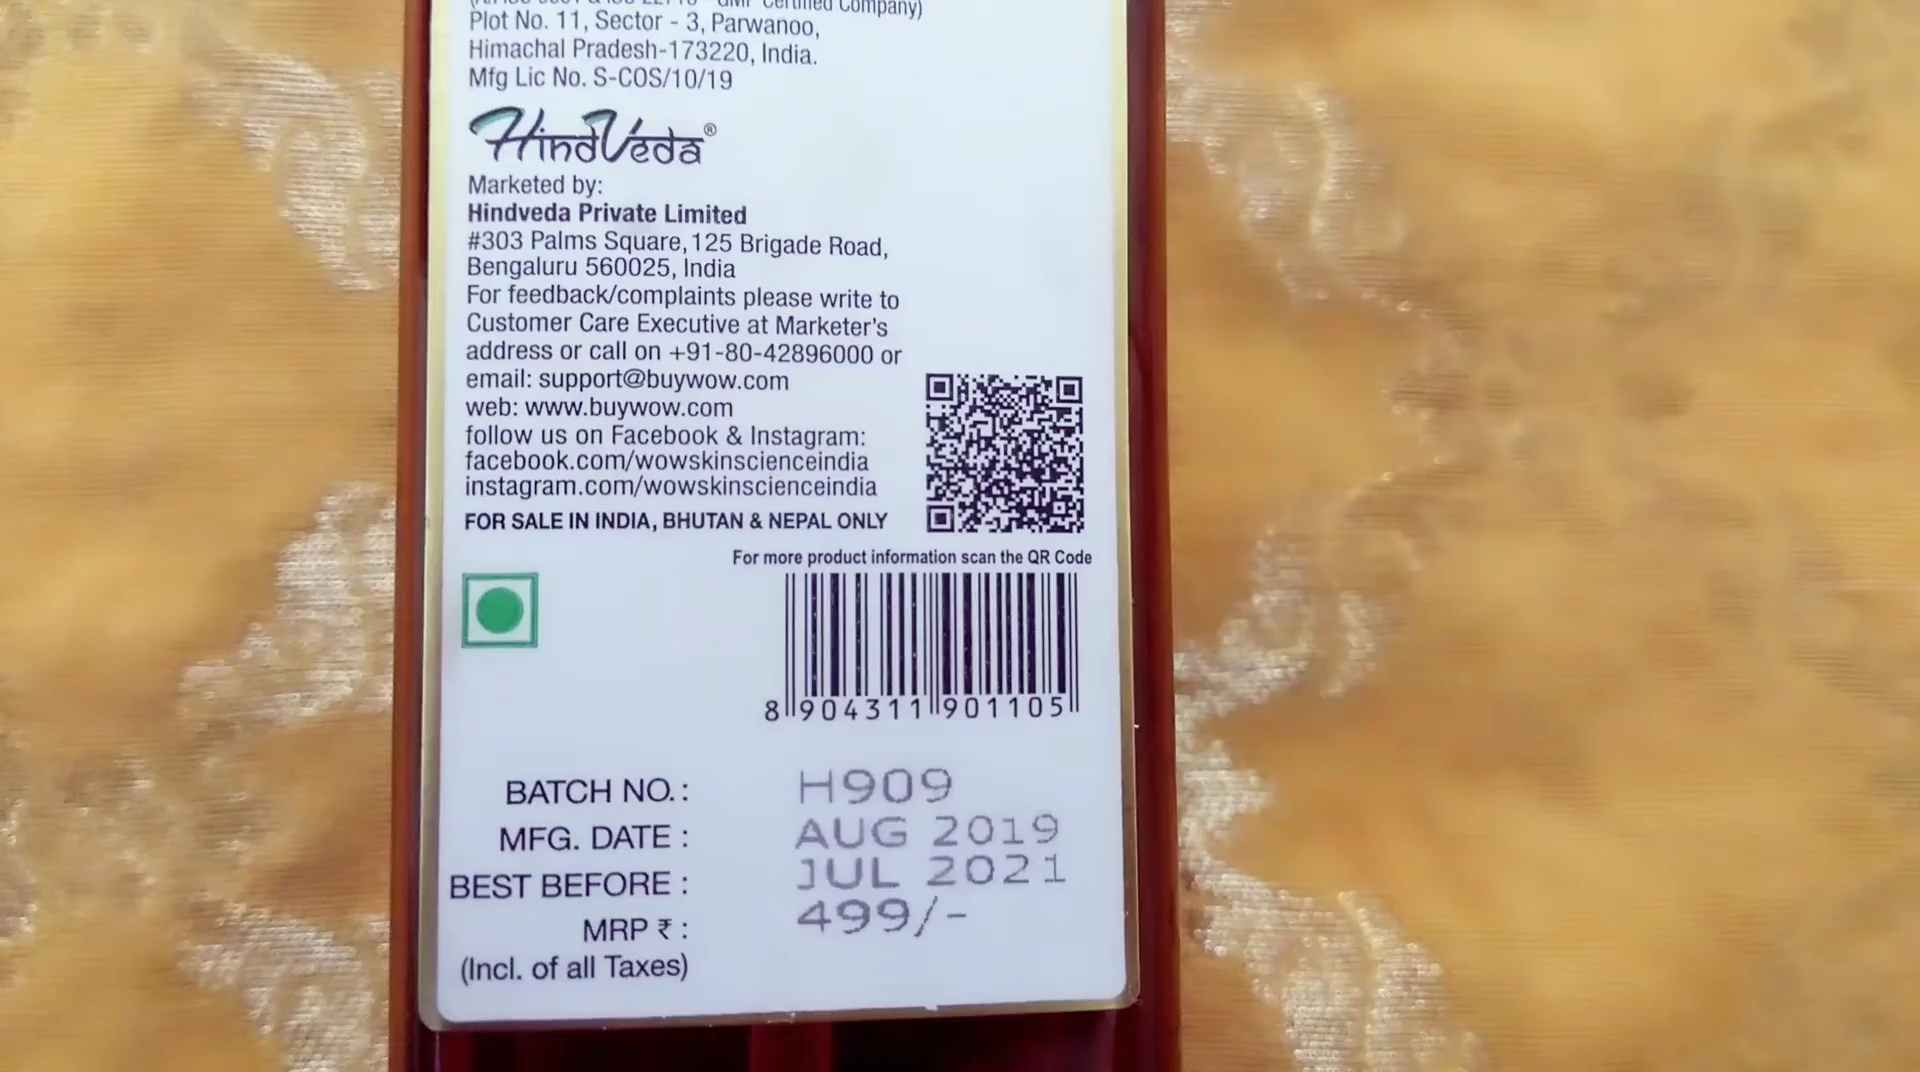 Certified Company)
Plot No. 11, Sector - 3, Parwanoo,
Himachal Pradesh-173220, India.
Mfg Lic No. S-COS/10/19
HindVeda®
Marketed by:
Hindveda Private Limited
#303 Palms Square, 125 Brigade Road,
Bengaluru 560025, India
For feedback/complaints please write to
Customer Care Executive at Marketer's
address or call on +91-80-42896000 or
email: support@buywow.com
web: www.buywow.com
follow us on Facebook & Instagram:
facebook.com/wowskinscienceindia
instagram.com/wowskinscienceindia
FOR SALE IN INDIA, BHUTAN & NEPAL ONLY
For more product information scan the QR Code
8 904311 901105
BATCH NO. : H909
MFG. DATE : AUG 2019
BEST BEFORE : JUL 2021
MRP ₹ : 499/-
(Incl. of all Taxes)